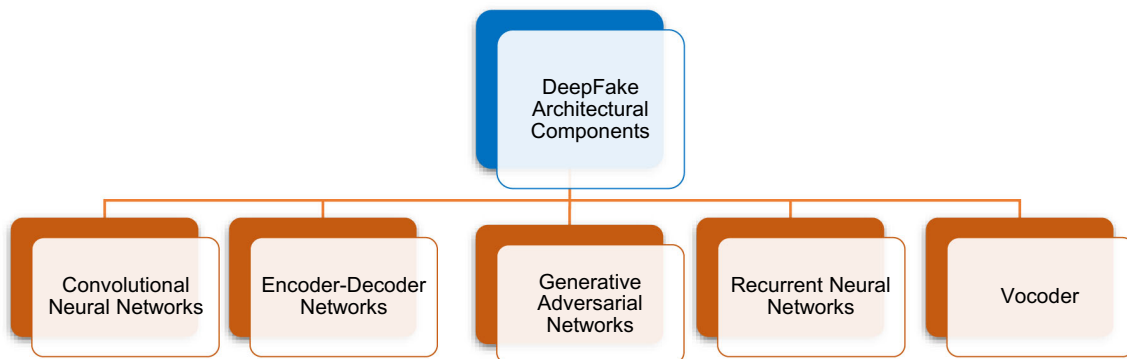 DeepFake
Architectural
Components
Convolutional
Neural Networks
Encoder-Decoder
Networks
Generative
Adversarial
Networks
Recurrent Neural
Networks
Vocoder